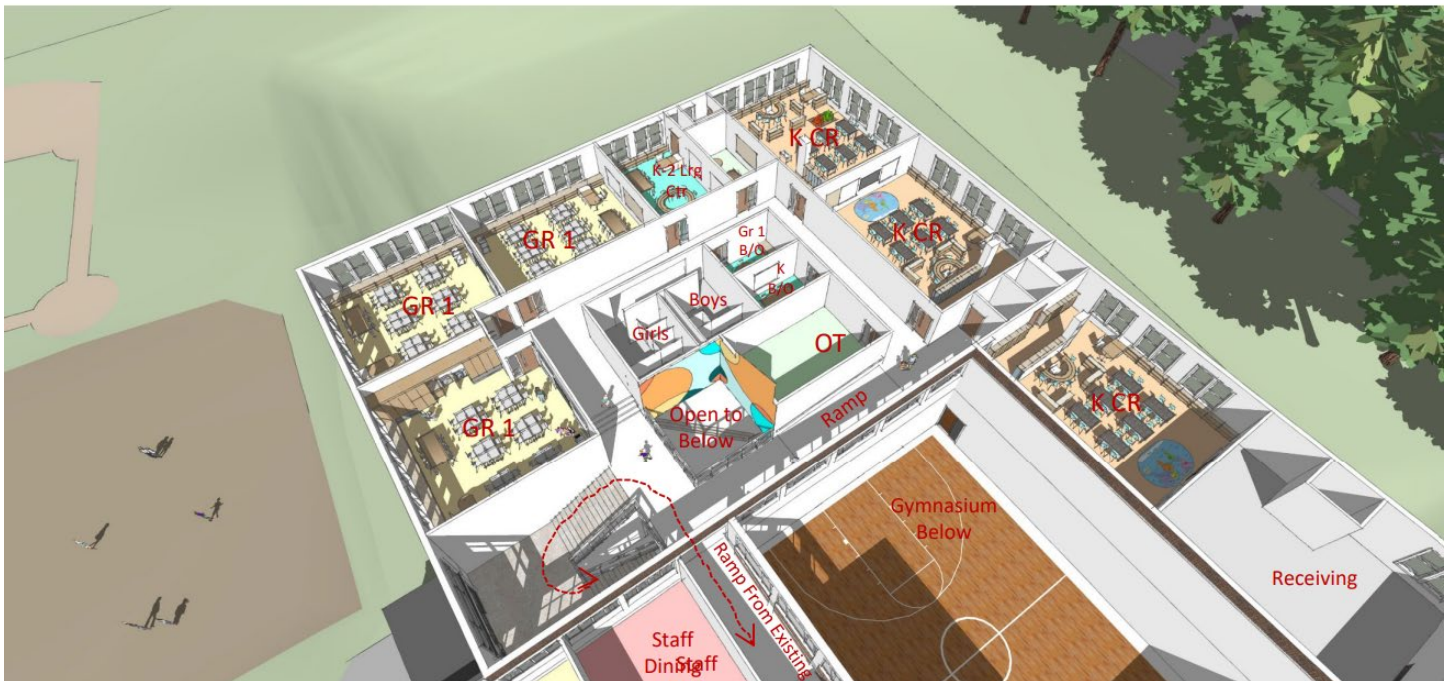 K CR
K-2 Lrg
Ctr
GR 1
K CR
Gr 1
B/O
K
B/O
GR 1
Boys
Girls
OT
K CR
Ramp
Open to
Below
GR 1
Gymnasium
Below
Ramp From Existing
Receiving
Staff
Dining
Staff